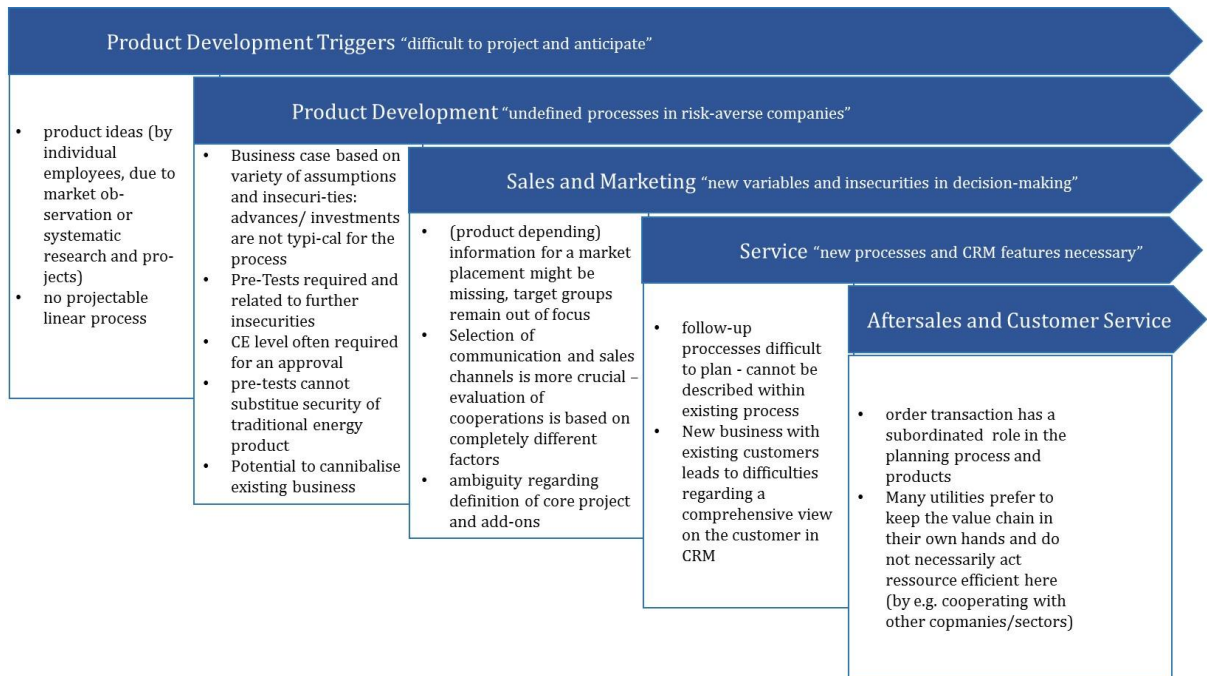 Product Development Triggers “difficult to project and anticipate”
• product ideas (by
individual
employees, due to
market ob-
servation or
systematic
research and pro-
jects)
• no projectable
linear process
Product Development “undefined processes in risk-averse companies”
• Business case based on
variety of assumptions
and insecuri-ties:
advances/ investments
are not typi-cal for the
process
• Pre-Tests required and
related to further
insecurities
• CE level often required
for an approval
• pre-tests cannot
substitue security of
traditional energy
product
• Potential to cannibalise
existing business
Sales and Marketing “new variables and insecurities in decision-making”
• (product depending)
information for a market
placement might be
missing, target groups
remain out of focus
• Selection of
communication and sales
channels is more crucial –
evaluation of
cooperations is based on
completely different
factors
• ambiguity regarding
definition of core project
and add-ons
Service “new processes and CRM features necessary”
• follow-up
proccesses difficult
to plan - cannot be
described within
existing process
• New business with
existing customers
leads to difficulties
regarding a
comprehensive view
on the customer in
CRM
Aftersales and Customer Service
• order transaction has a
subordinated role in the
planning process and
products
• Many utilities prefer to
keep the value chain in
their own hands and do
not necessarily act
ressource efficient here
(by e.g. cooperating with
other copmanies/sectors)